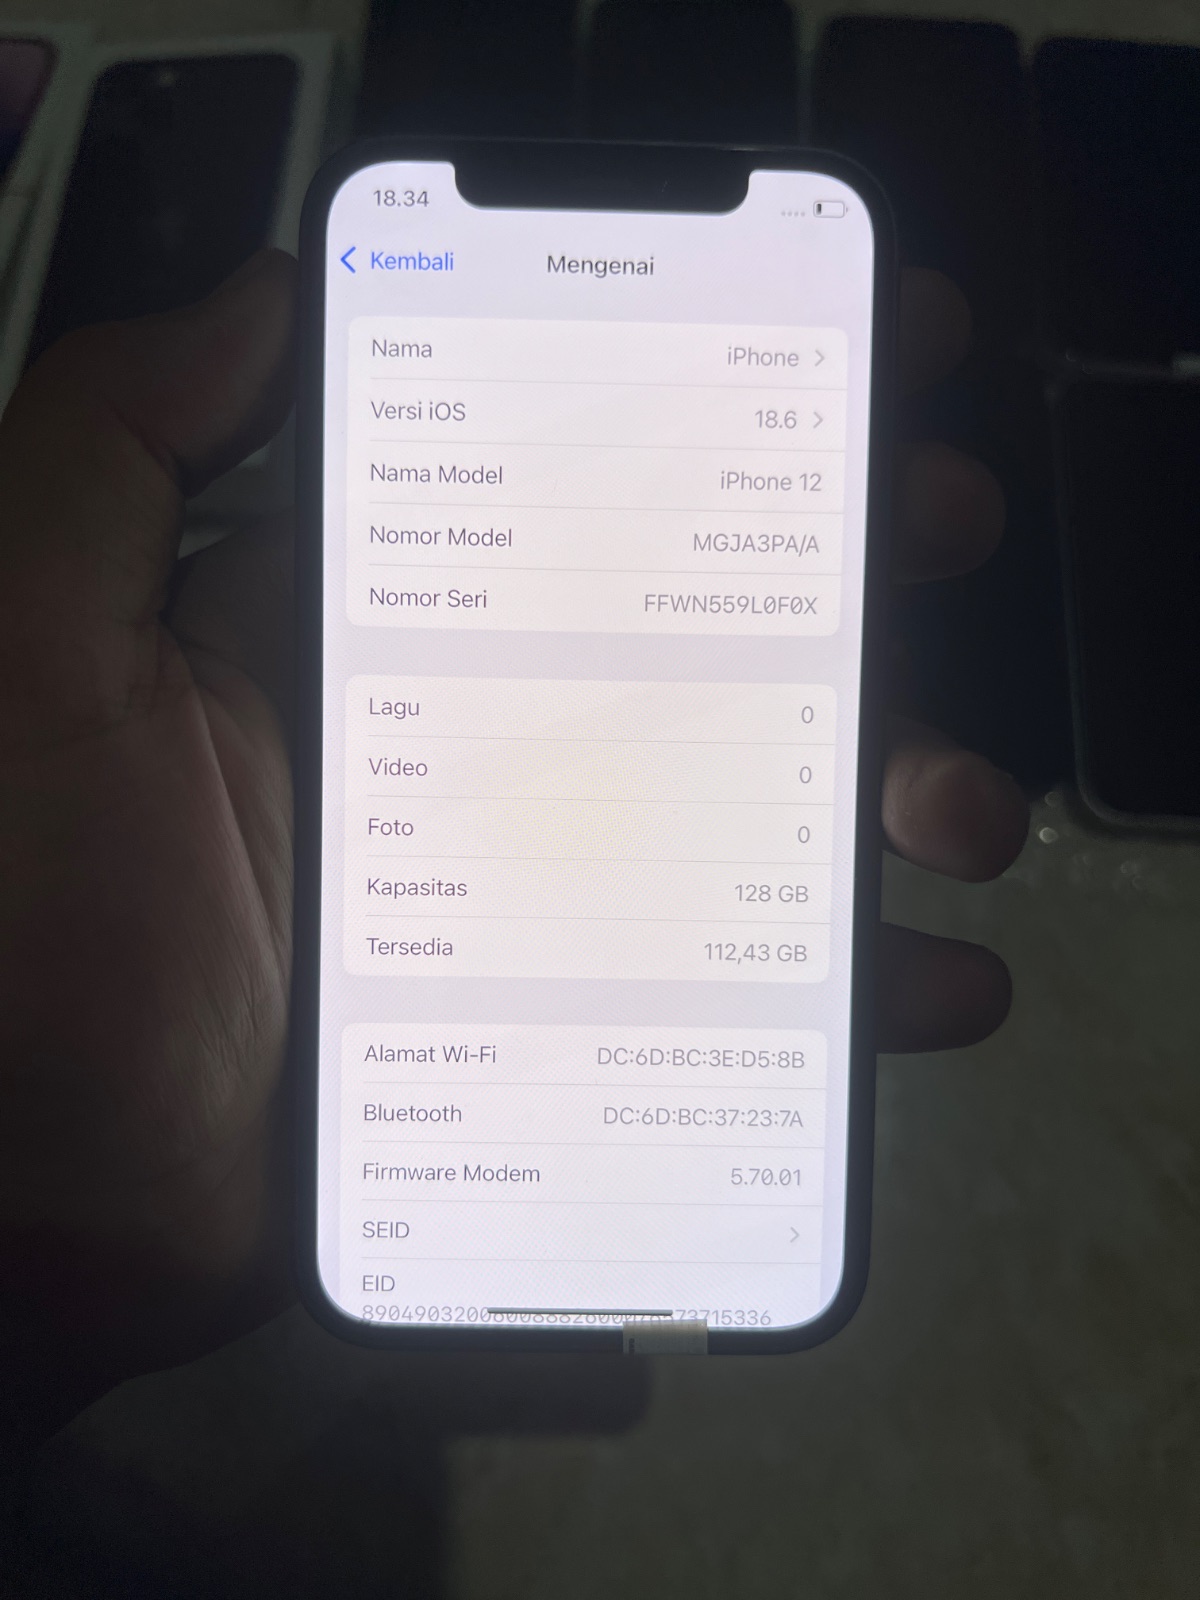 18.34
Kembali
Mengenai
Nama iPhone
Versi iOS 18.6
Nama Model iPhone 12
Nomor Model MGJA3PA/A
Nomor Seri FFWN559L0F0X
Lagu 0
Video 0
Foto 0
Kapasitas 128 GB
Tersedia 112,43 GB
Alamat Wi-Fi DC:6D:BC:3E:D5:8B
Bluetooth DC:6D:BC:37:23:7A
Firmware Modem 5.70.01
SEID
EID